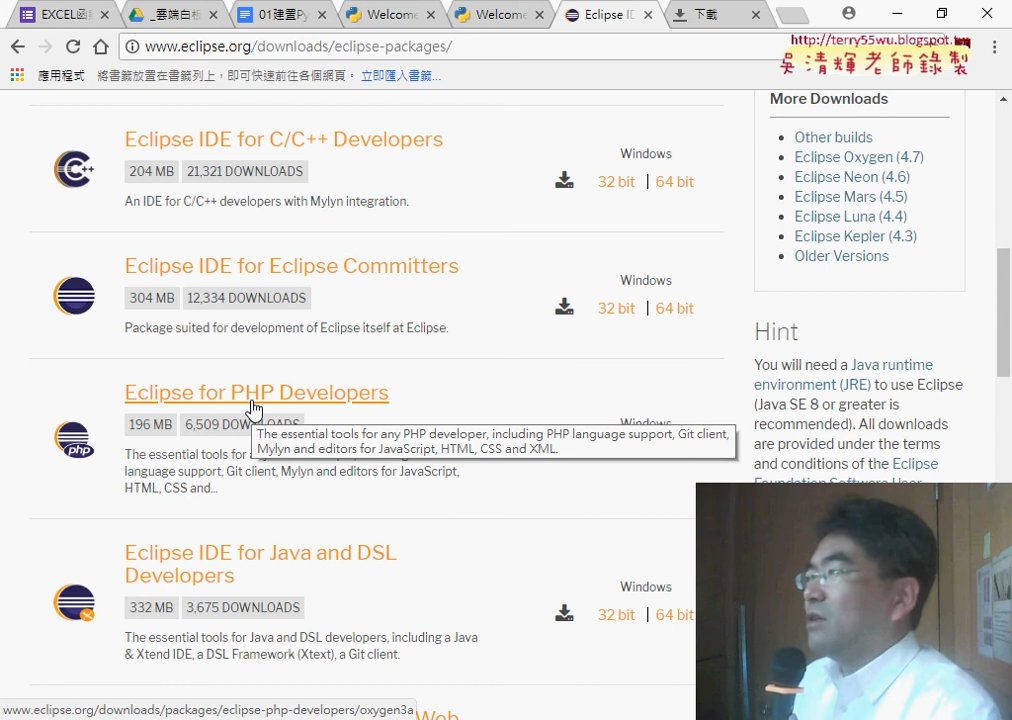 EXCEL函
_雲端白板
01建置Py
Welcome
Welcome
Eclipse ID
下載
www.eclipse.org/downloads/eclipse-packages/
http://terry55wu.blogspot.tw
吳清輝老師錄製
應用程式
將書籤放置在書籤列上，即可快速前往各個網頁。
立即匯入書籤...
Eclipse IDE for C/C++ Developers
204 MB
21,321 DOWNLOADS
An IDE for C/C++ developers with Mylyn integration.
Windows
32 bit | 64 bit
Eclipse IDE for Eclipse Committers
304 MB
12,334 DOWNLOADS
Package suited for development of Eclipse itself at Eclipse.
Windows
32 bit | 64 bit
Eclipse for PHP Developers
196 MB
6,509 DOWNLOADS
Windows
The essential tools for any PHP developer, including PHP language support, Git client,
Mylyn and editors for JavaScript, HTML, CSS and XML.
The essential tools for a
language support, Git client, Mylyn and editors for JavaScript,
HTML, CSS and...
Eclipse IDE for Java and DSL
Developers
332 MB
3,675 DOWNLOADS
The essential tools for Java and DSL developers, including a Java
& Xtend IDE, a DSL Framework (Xtext), a Git client.
Windows
32 bit | 64 bit
Web
www.eclipse.org/downloads/packages/eclipse-php-developers/oxygen3a
More Downloads
Other builds
Eclipse Oxygen (4.7)
Eclipse Neon (4.6)
Eclipse Mars (4.5)
Eclipse Luna (4.4)
Eclipse Kepler (4.3)
Older Versions
Hint
You will need a Java runtime
environment (JRE) to use Eclipse
(Java SE 8 or greater is
recommended). All downloads
are provided under the terms
and conditions of the Eclipse
Foundation Software User